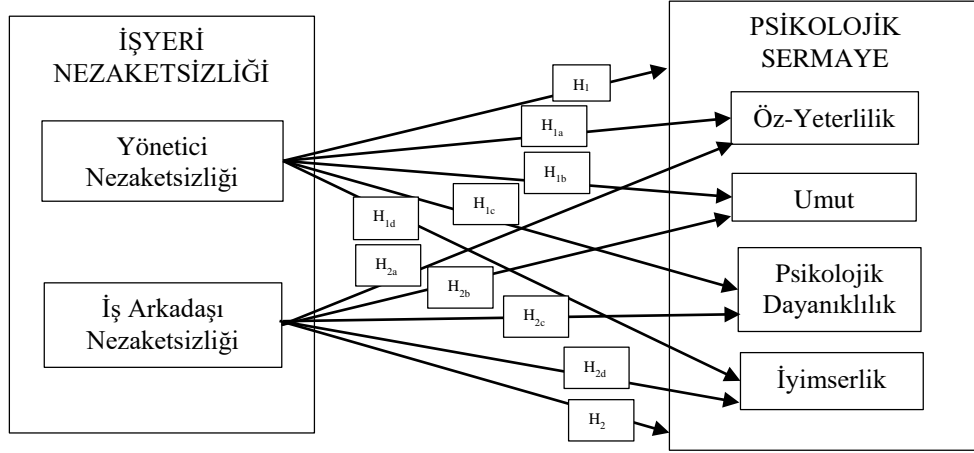 İŞYERİ
NEZAKETSİZLİĞİ
Yönetici
Nezaketsizliği
İş Arkadaşı
Nezaketsizliği
H₁
H₁ₐ
H₁b
H₁c
H₁d
H₂ₐ
H₂b
H₂c
H₂d
H₂
PSİKOLOJİK
SERMAYE
Öz-Yeterlilik
Umut
Psikolojik
Dayanıklılık
İyimserlik